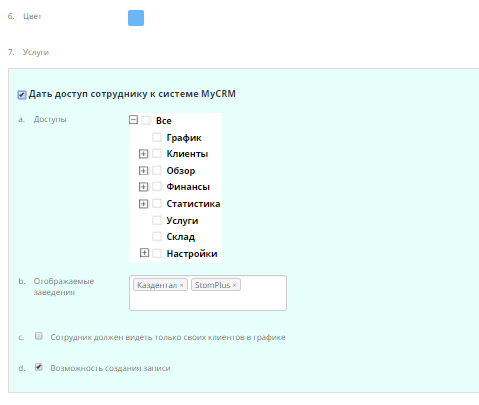 6. Цвет
7. Услуги
Дать доступ сотруднику к системе MyCRM
a. Доступы
Все
График
Клиенты
Обзор
Финансы
Статистика
Услуги
Склад
Настройки
b. Отображаемые
заведения
Каздентал × StomPlus ×
c. Сотрудник должен видеть только своих клиентов в графике
d. Возможность создания записи